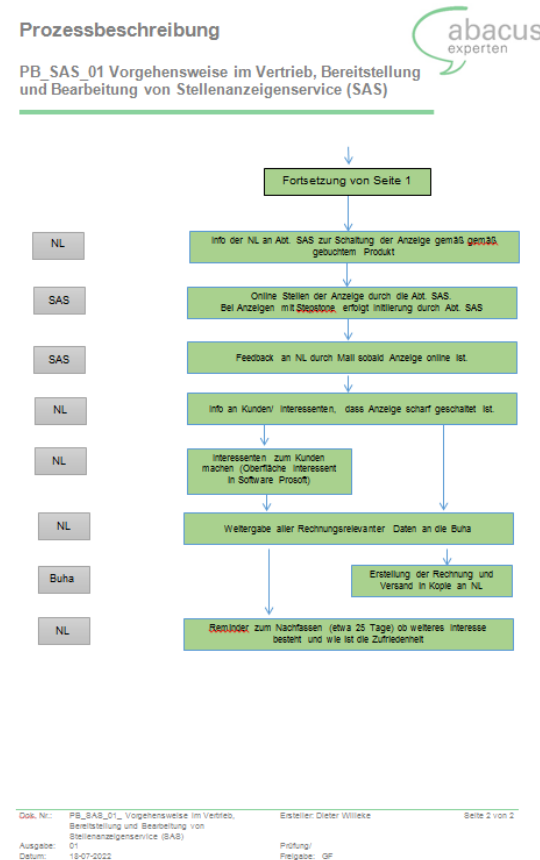 Prozessbeschreibung
abacus
experten
PB_SAS_01 Vorgehensweise im Vertrieb, Bereitstellung
und Bearbeitung von Stellenanzeigenservice (SAS)
Fortsetzung von Seite 1
NL
Info der NL an Abt. SAS zur Schaltung der Anzeige gemäß gemäß
gebuchtem Produkt
SAS
Online Stellen der Anzeige durch die Abt. SAS.
Bei Anzeigen mit Stepstone erfolgt Initiierung durch Abt. SAS
SAS
Feedback an NL durch Mail sobald Anzeige online ist.
NL
Info an Kunden/ Interessenten, dass Anzeige scharf geschaltet ist.
NL
Interessenten zum Kunden
machen (Oberfläche Interessent
in Software Prosoft)
NL
Weitergabe aller Rechnungsrelevanter Daten an die Buha
Buha
Erstellung der Rechnung und
Versand in Kopie an NL
NL
Reminder zum Nachfassen (etwa 25 Tage) ob weiteres Interesse
besteht und wie ist die Zufriedenheit
Dok. Nr.: PB_SAS_01_ Vorgehensweise im Vertrieb, Ersteller: Dieter Willeke Seite 2 von 2
Bereitstellung und Bearbeitung von
Stellenanzeigenservice (SAS)
Ausgabe: 01 Prüfung/
Datum: 18-07-2022 Freigabe: GF